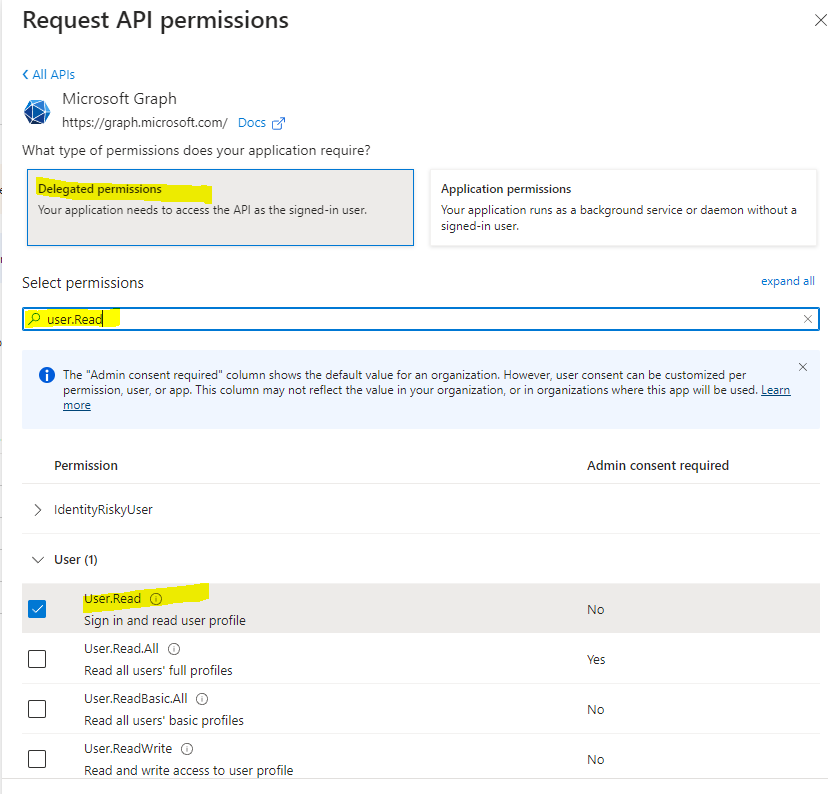 Request API permissions
All APIs
Microsoft Graph
https://graph.microsoft.com/ Docs
What type of permissions does your application require?
Delegated permissions
Your application needs to access the API as the signed-in user.
Application permissions
Your application runs as a background service or daemon without a
signed-in user.
Select permissions
expand all
user.Read
The "Admin consent required" column shows the default value for an organization. However, user consent can be customized per
permission, user, or app. This column may not reflect the value in your organization, or in organizations where this app will be used. Learn
more
Permission Admin consent required
IdentityRiskyUser
User (1)
User.Read
Sign in and read user profile
No
User.Read.All
Read all users' full profiles
Yes
User.ReadBasic.All
Read all users' basic profiles
No
User.ReadWrite
Read and write access to user profile
No